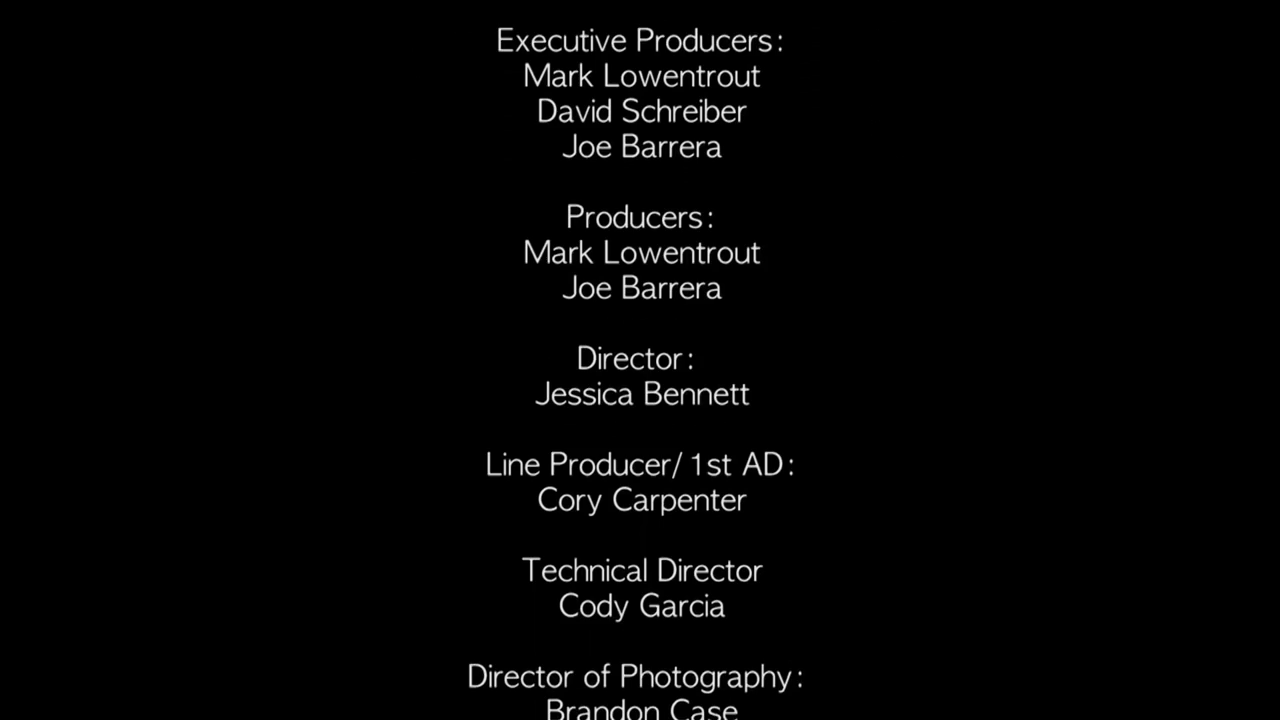 Executive Producers:
Mark Lowentrout
David Schreiber
Joe Barrera
Producers:
Mark Lowentrout
Joe Barrera
Director:
Jessica Bennett
Line Producer/ 1st AD:
Cory Carpenter
Technical Director
Cody Garcia
Director of Photography:
Brandon Case